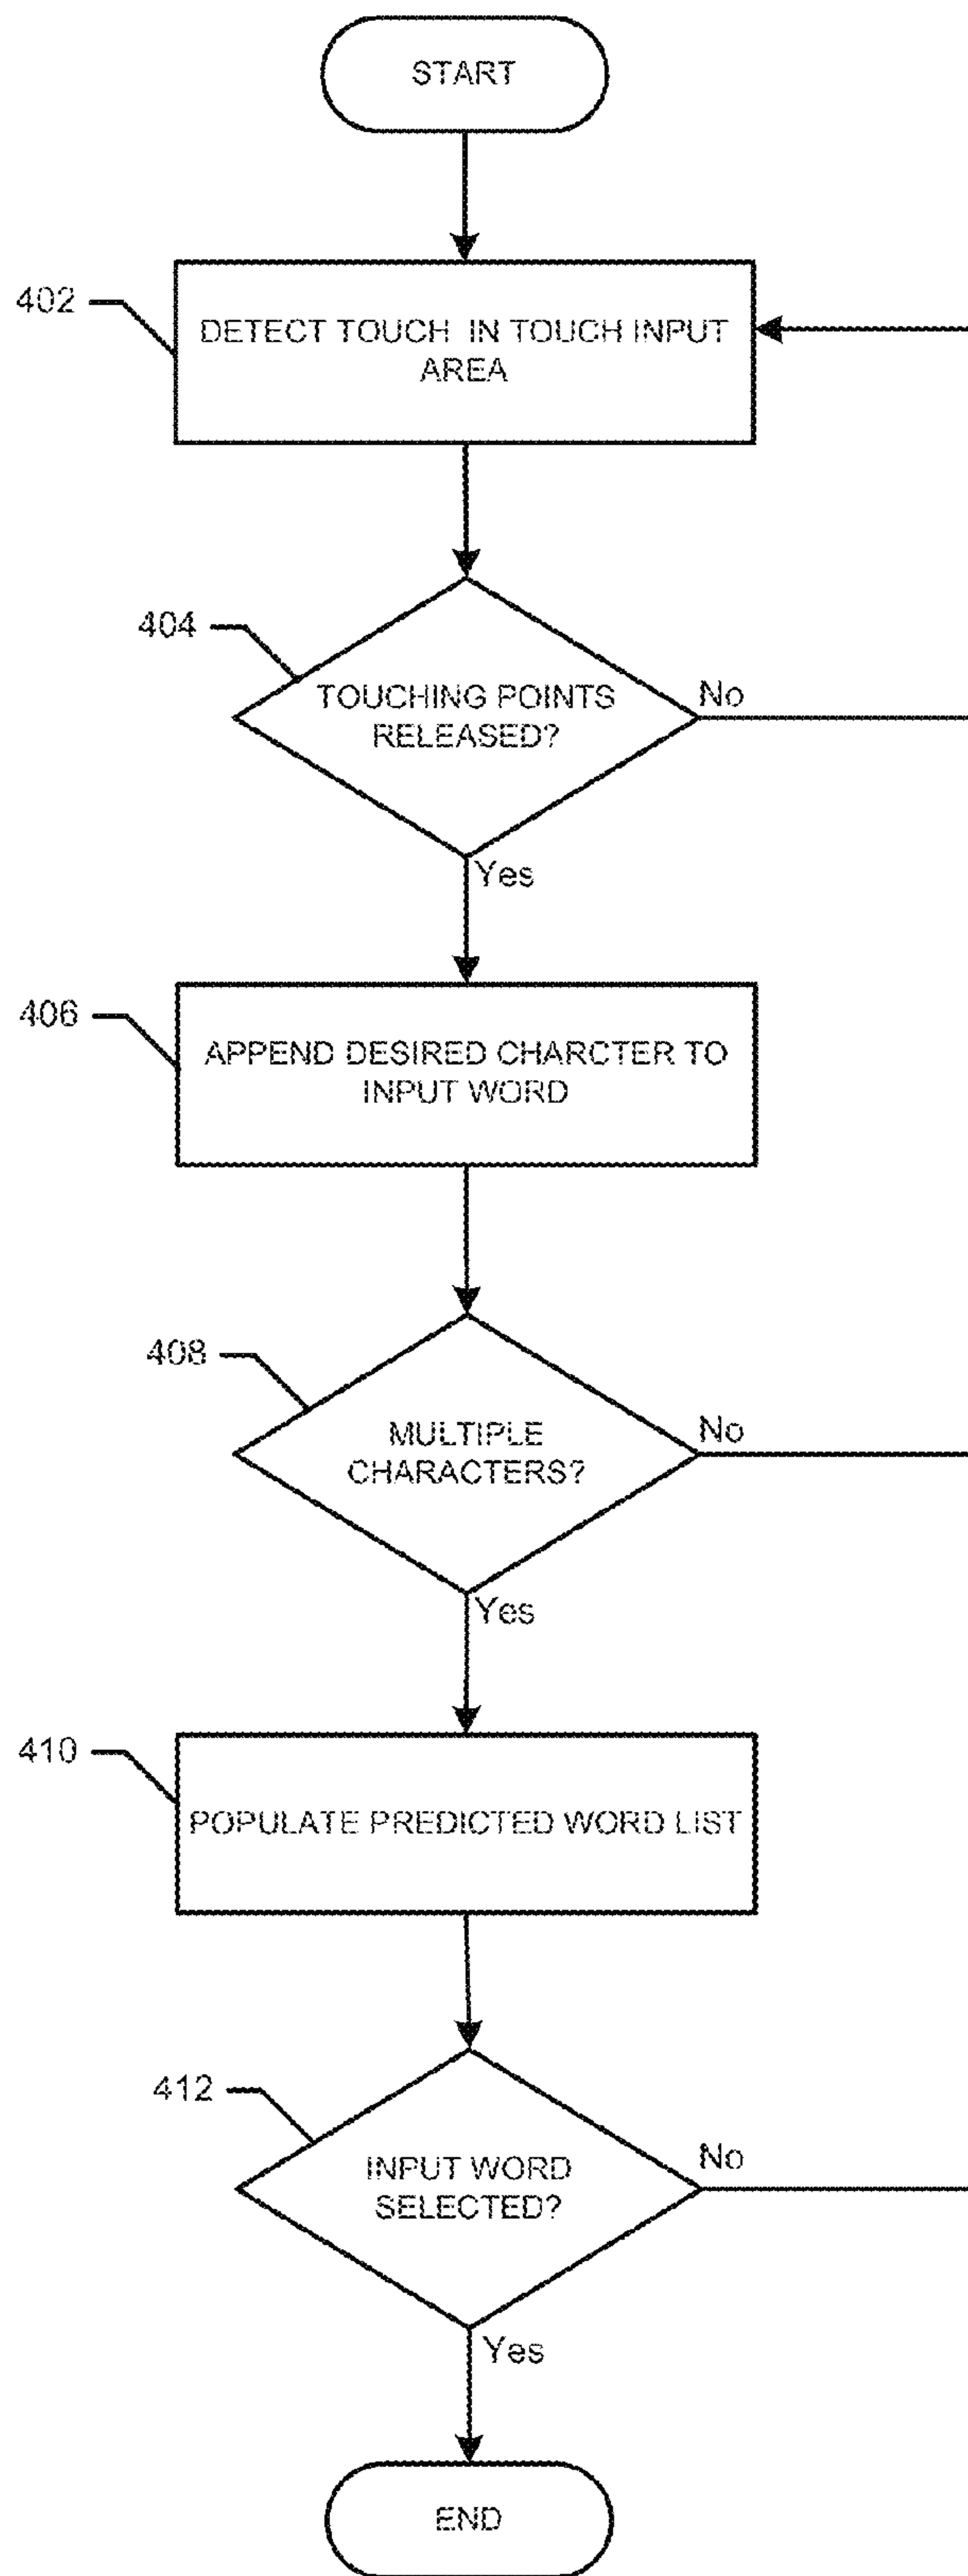 START
402
DETECT TOUCH IN TOUCH INPUT
AREA
404
TOUCHING POINTS
RELEASED?
No
Yes
406
APPEND DESIRED CHARCTER TO
INPUT WORD
408
MULTIPLE
CHARACTERS?
No
Yes
410
POPULATE PREDICTED WORD LIST
412
INPUT WORD
SELECTED?
No
Yes
END